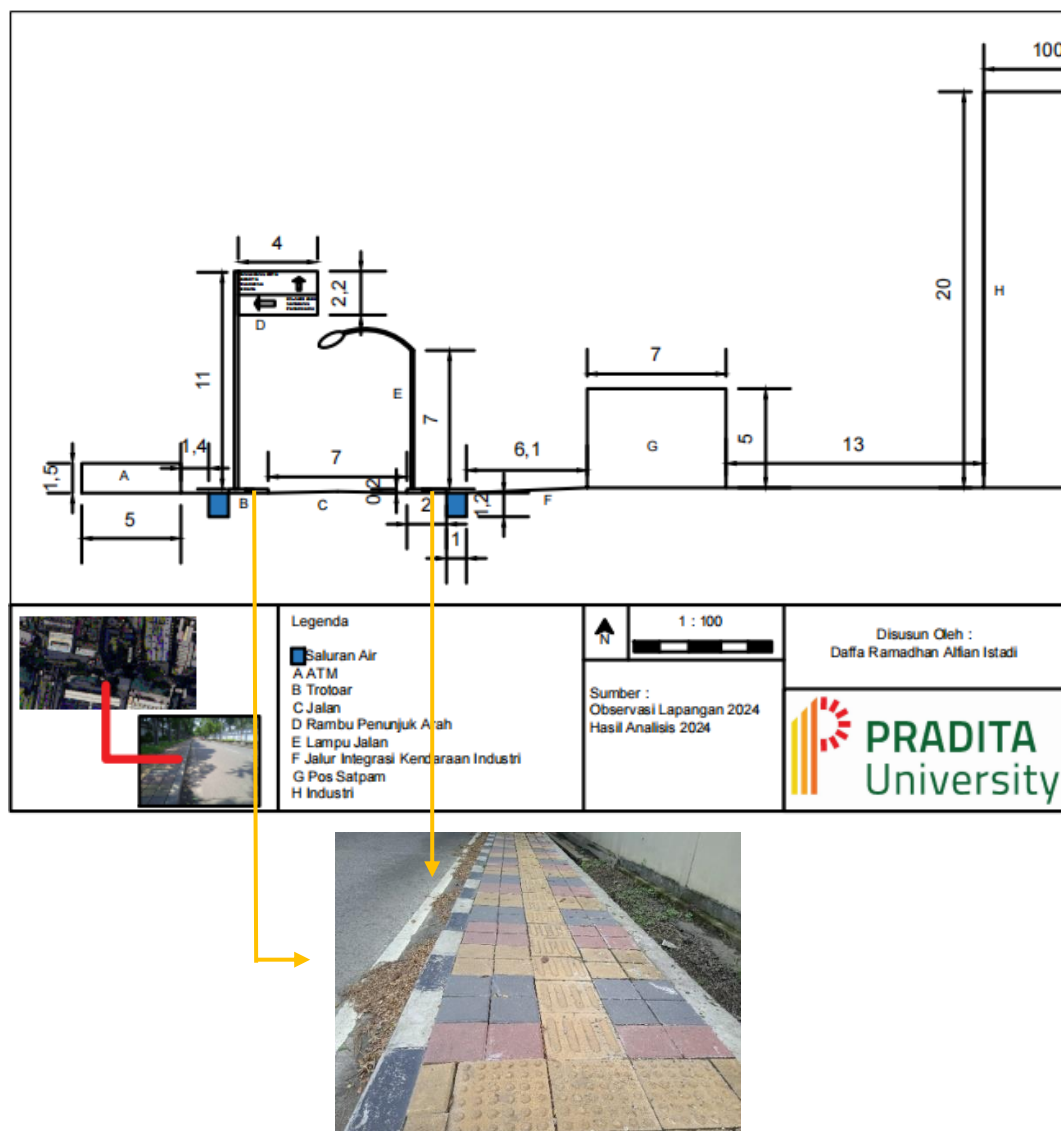 100
4
2,2
D
11
E
7
20
H
7
5
G
13
6,1
1,4
7
1,5
A
5
B
C
0,2
2
1,2
1
F
Legenda
Saluran Air
A ATM
B Trotoar
C Jalan
D Rambu Penunjuk Arah
E Lampu Jalan
F Jalur Integrasi Kendaraan Industri
G Pos Satpam
H Industri
N
1 : 100
Sumber :
Observasi Lapangan 2024
Hasil Analisis 2024
Disusun Oleh :
Daffa Ramadhan Alfian Istadi
PRADITA
University